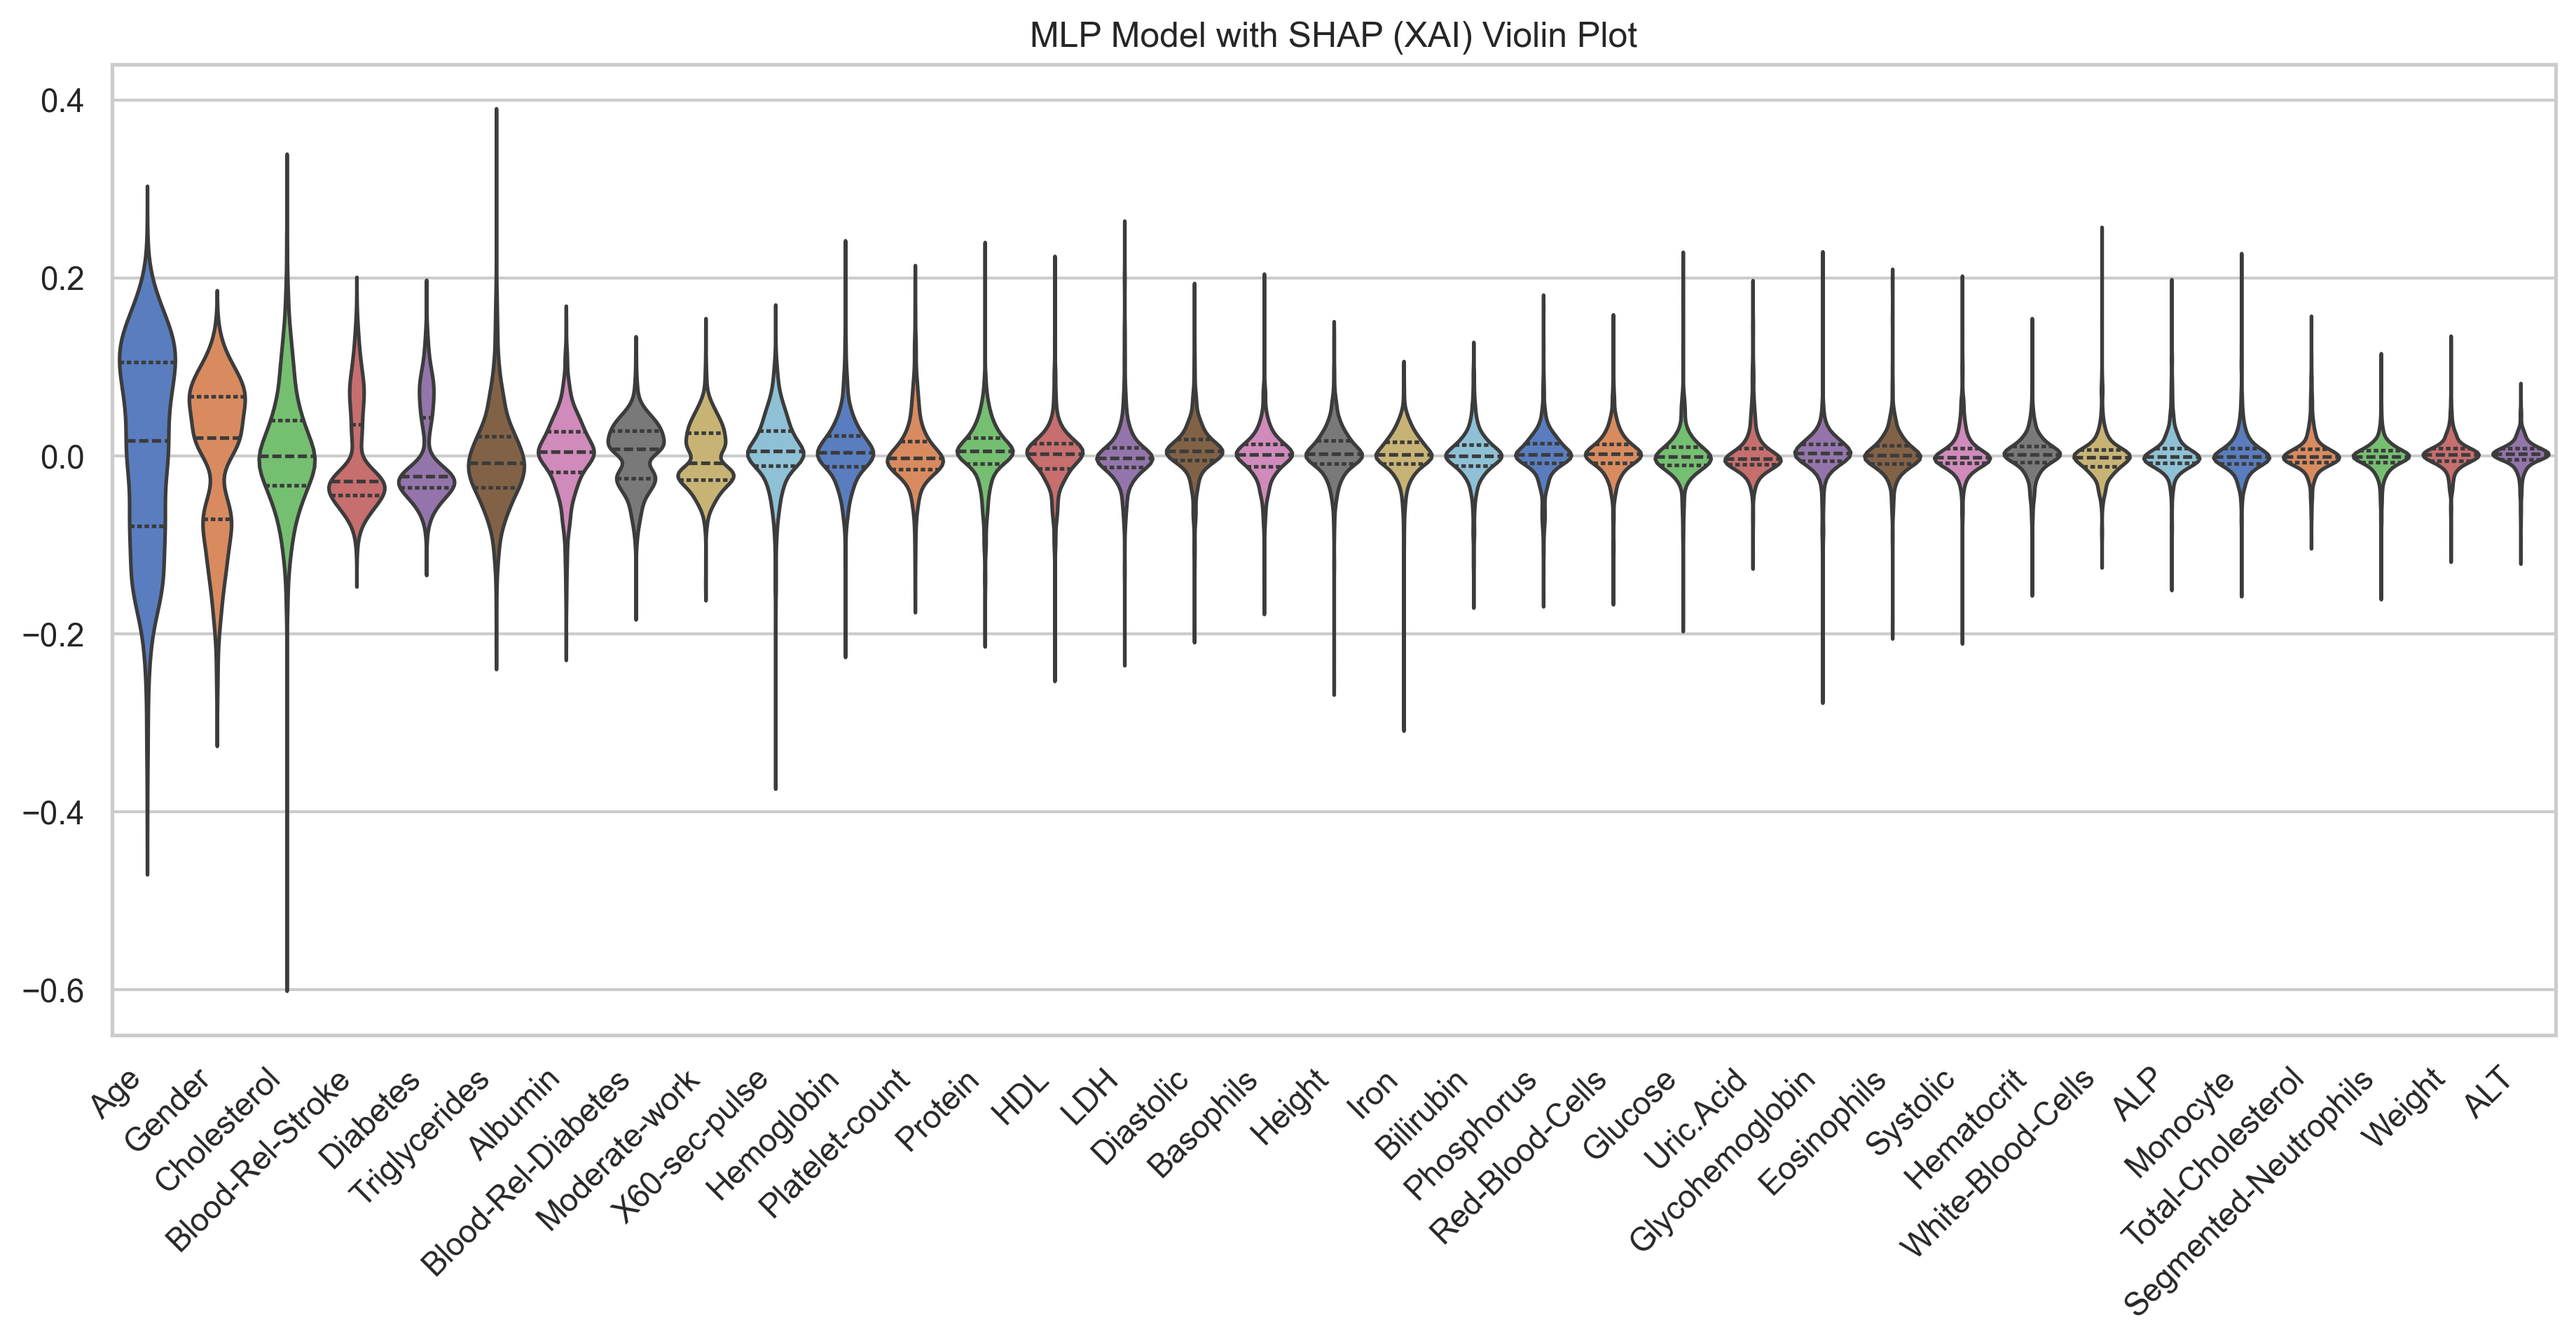 MLP Model with SHAP (XAI) Violin Plot
0.4
0.2
0.0
−0.2
−0.4
−0.6
Age
Gender
Cholesterol
Blood-Rel-Stroke
Diabetes
Triglycerides
Albumin
Blood-Rel-Diabetes
Moderate-work
X60-sec-pulse
Hemoglobin
Platelet-count
Protein
HDL
LDH
Diastolic
Basophils
Height
Iron
Bilirubin
Phosphorus
Red-Blood-Cells
Glucose
Uric.Acid
Glycohemoglobin
Eosinophils
Systolic
Hematocrit
White-Blood-Cells
ALP
Monocyte
Total-Cholesterol
Segmented-Neutrophils
Weight
ALT